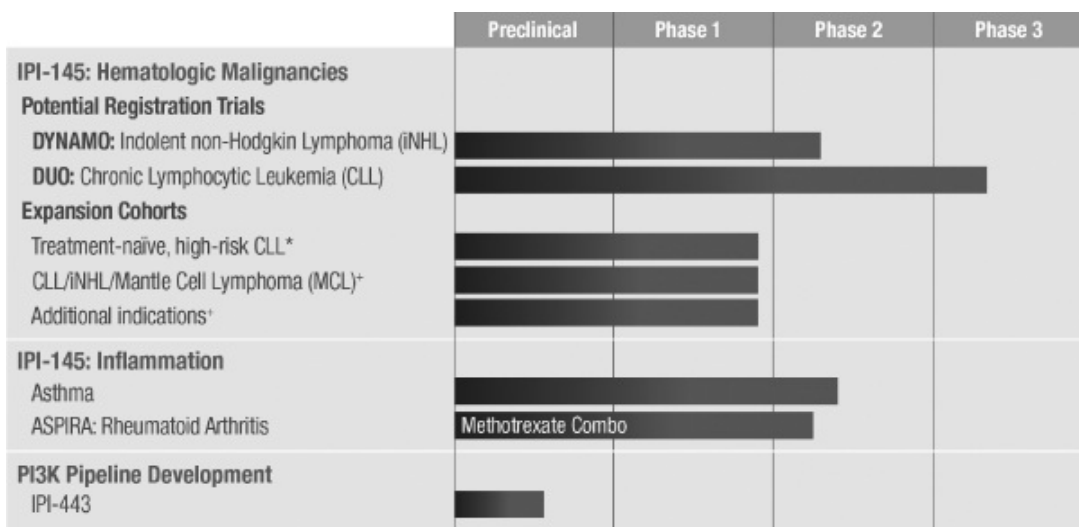 Preclinical Phase 1 Phase 2 Phase 3
IPI-145: Hematologic Malignancies
Potential Registration Trials
DYNAMO: Indolent non-Hodgkin Lymphoma (iNHL)
DUO: Chronic Lymphocytic Leukemia (CLL)
Expansion Cohorts
Treatment-naïve, high-risk CLL*
CLL/iNHL/Mantle Cell Lymphoma (MCL)⁺
Additional indications⁺
IPI-145: Inflammation
Asthma
ASPIRA: Rheumatoid Arthritis Methotrexate Combo
PI3K Pipeline Development
IPI-443